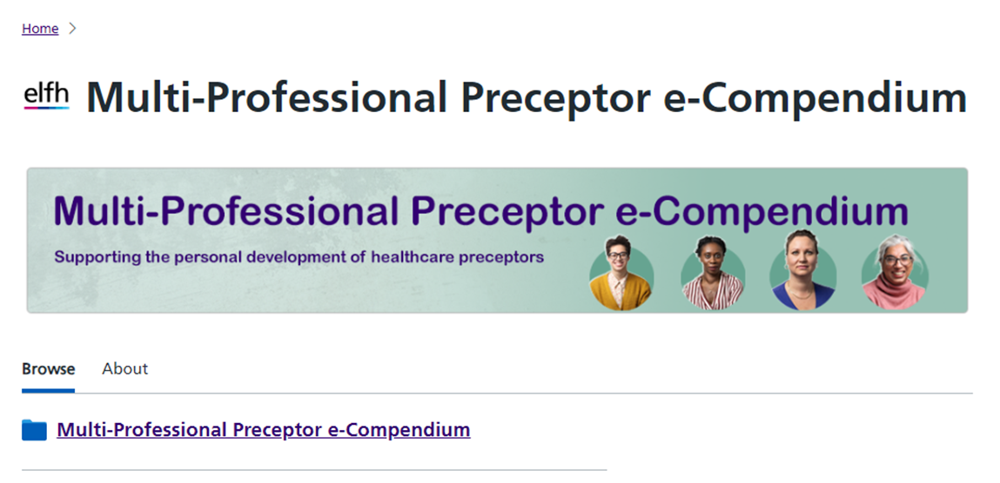 Home
elfh Multi-Professional Preceptor e-Compendium
Multi-Professional Preceptor e-Compendium
Supporting the personal development of healthcare preceptors
Browse About
Multi-Professional Preceptor e-Compendium